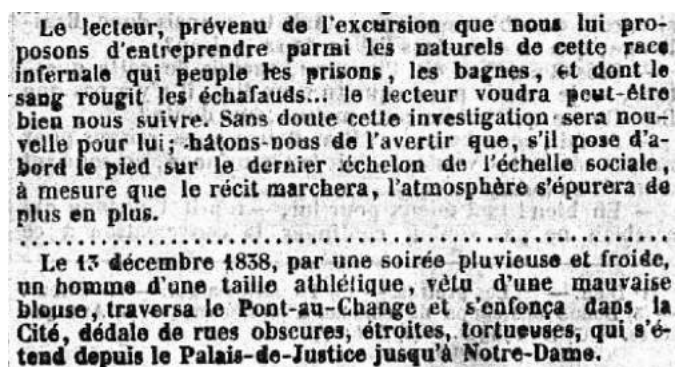 Le lecteur, prévenu de l'excursion que nous lui pro-
posons d'entreprendre parmi les naturels de cette race
infernale qui peuple les prisons, les bagnes, et dont le
sang rougit les échafauds... le lecteur voudra peut-être
bien nous suivre. Sans doute cette investigation sera nou-
velle pour lui; hâtons-nous de l'avertir que, s'il pose d'a-
bord le pied sur le dernier échelon de l'échelle sociale,
à mesure que le récit marchera, l'atmosphère s'épurera de
plus en plus.
Le 13 décembre 1838, par une soirée pluvieuse et froide,
un homme d'une taille athlétique, vêtu d'une mauvaise
blouse, traversa le Pont-au-Change et s'enfonça dans la
Cité, dédale de rues obscures, étroites, tortueuses, qui s'é-
tend depuis le Palais-de-Justice jusqu'à Notre-Dame.